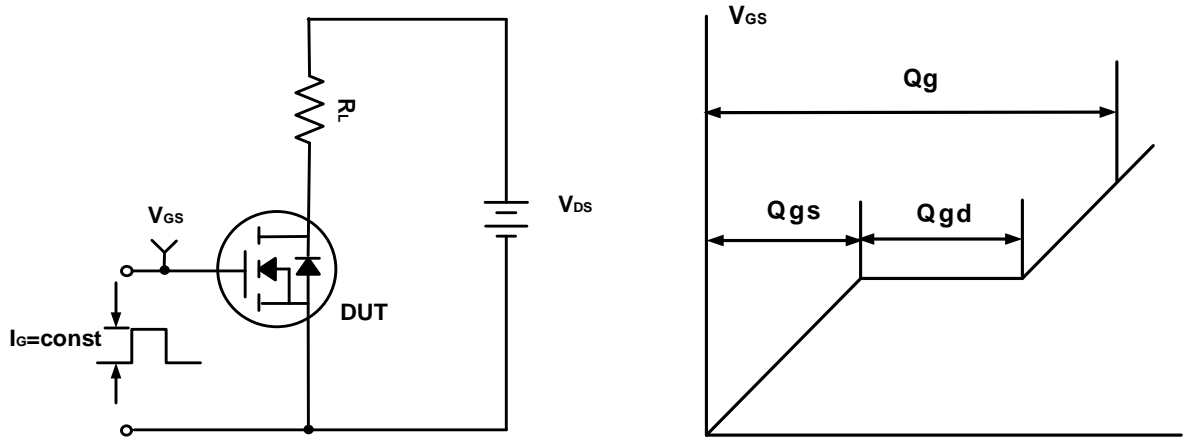 VGS
RL
VDS
DUT
IG=const
VGS
Qg
Qgs
Qgd